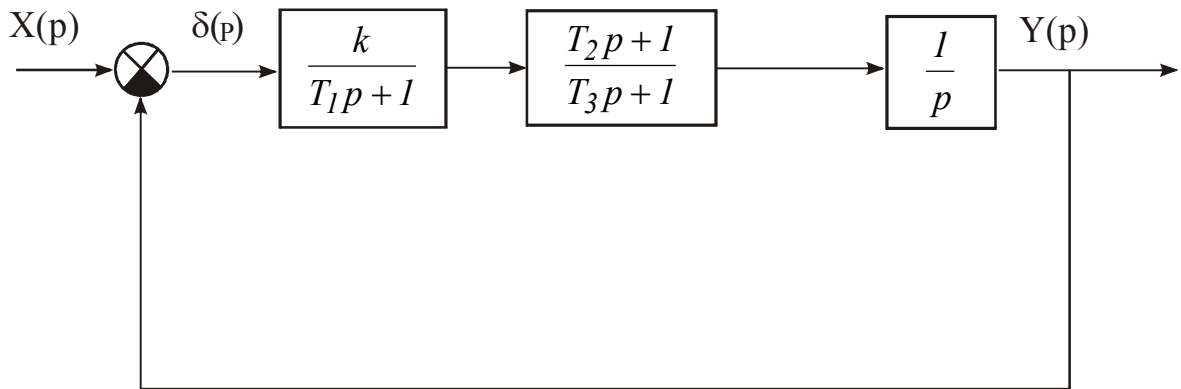 X(p) δ(p) Y(p)
k
T₁p + 1
T₂p + 1
T₃p + 1
1
p